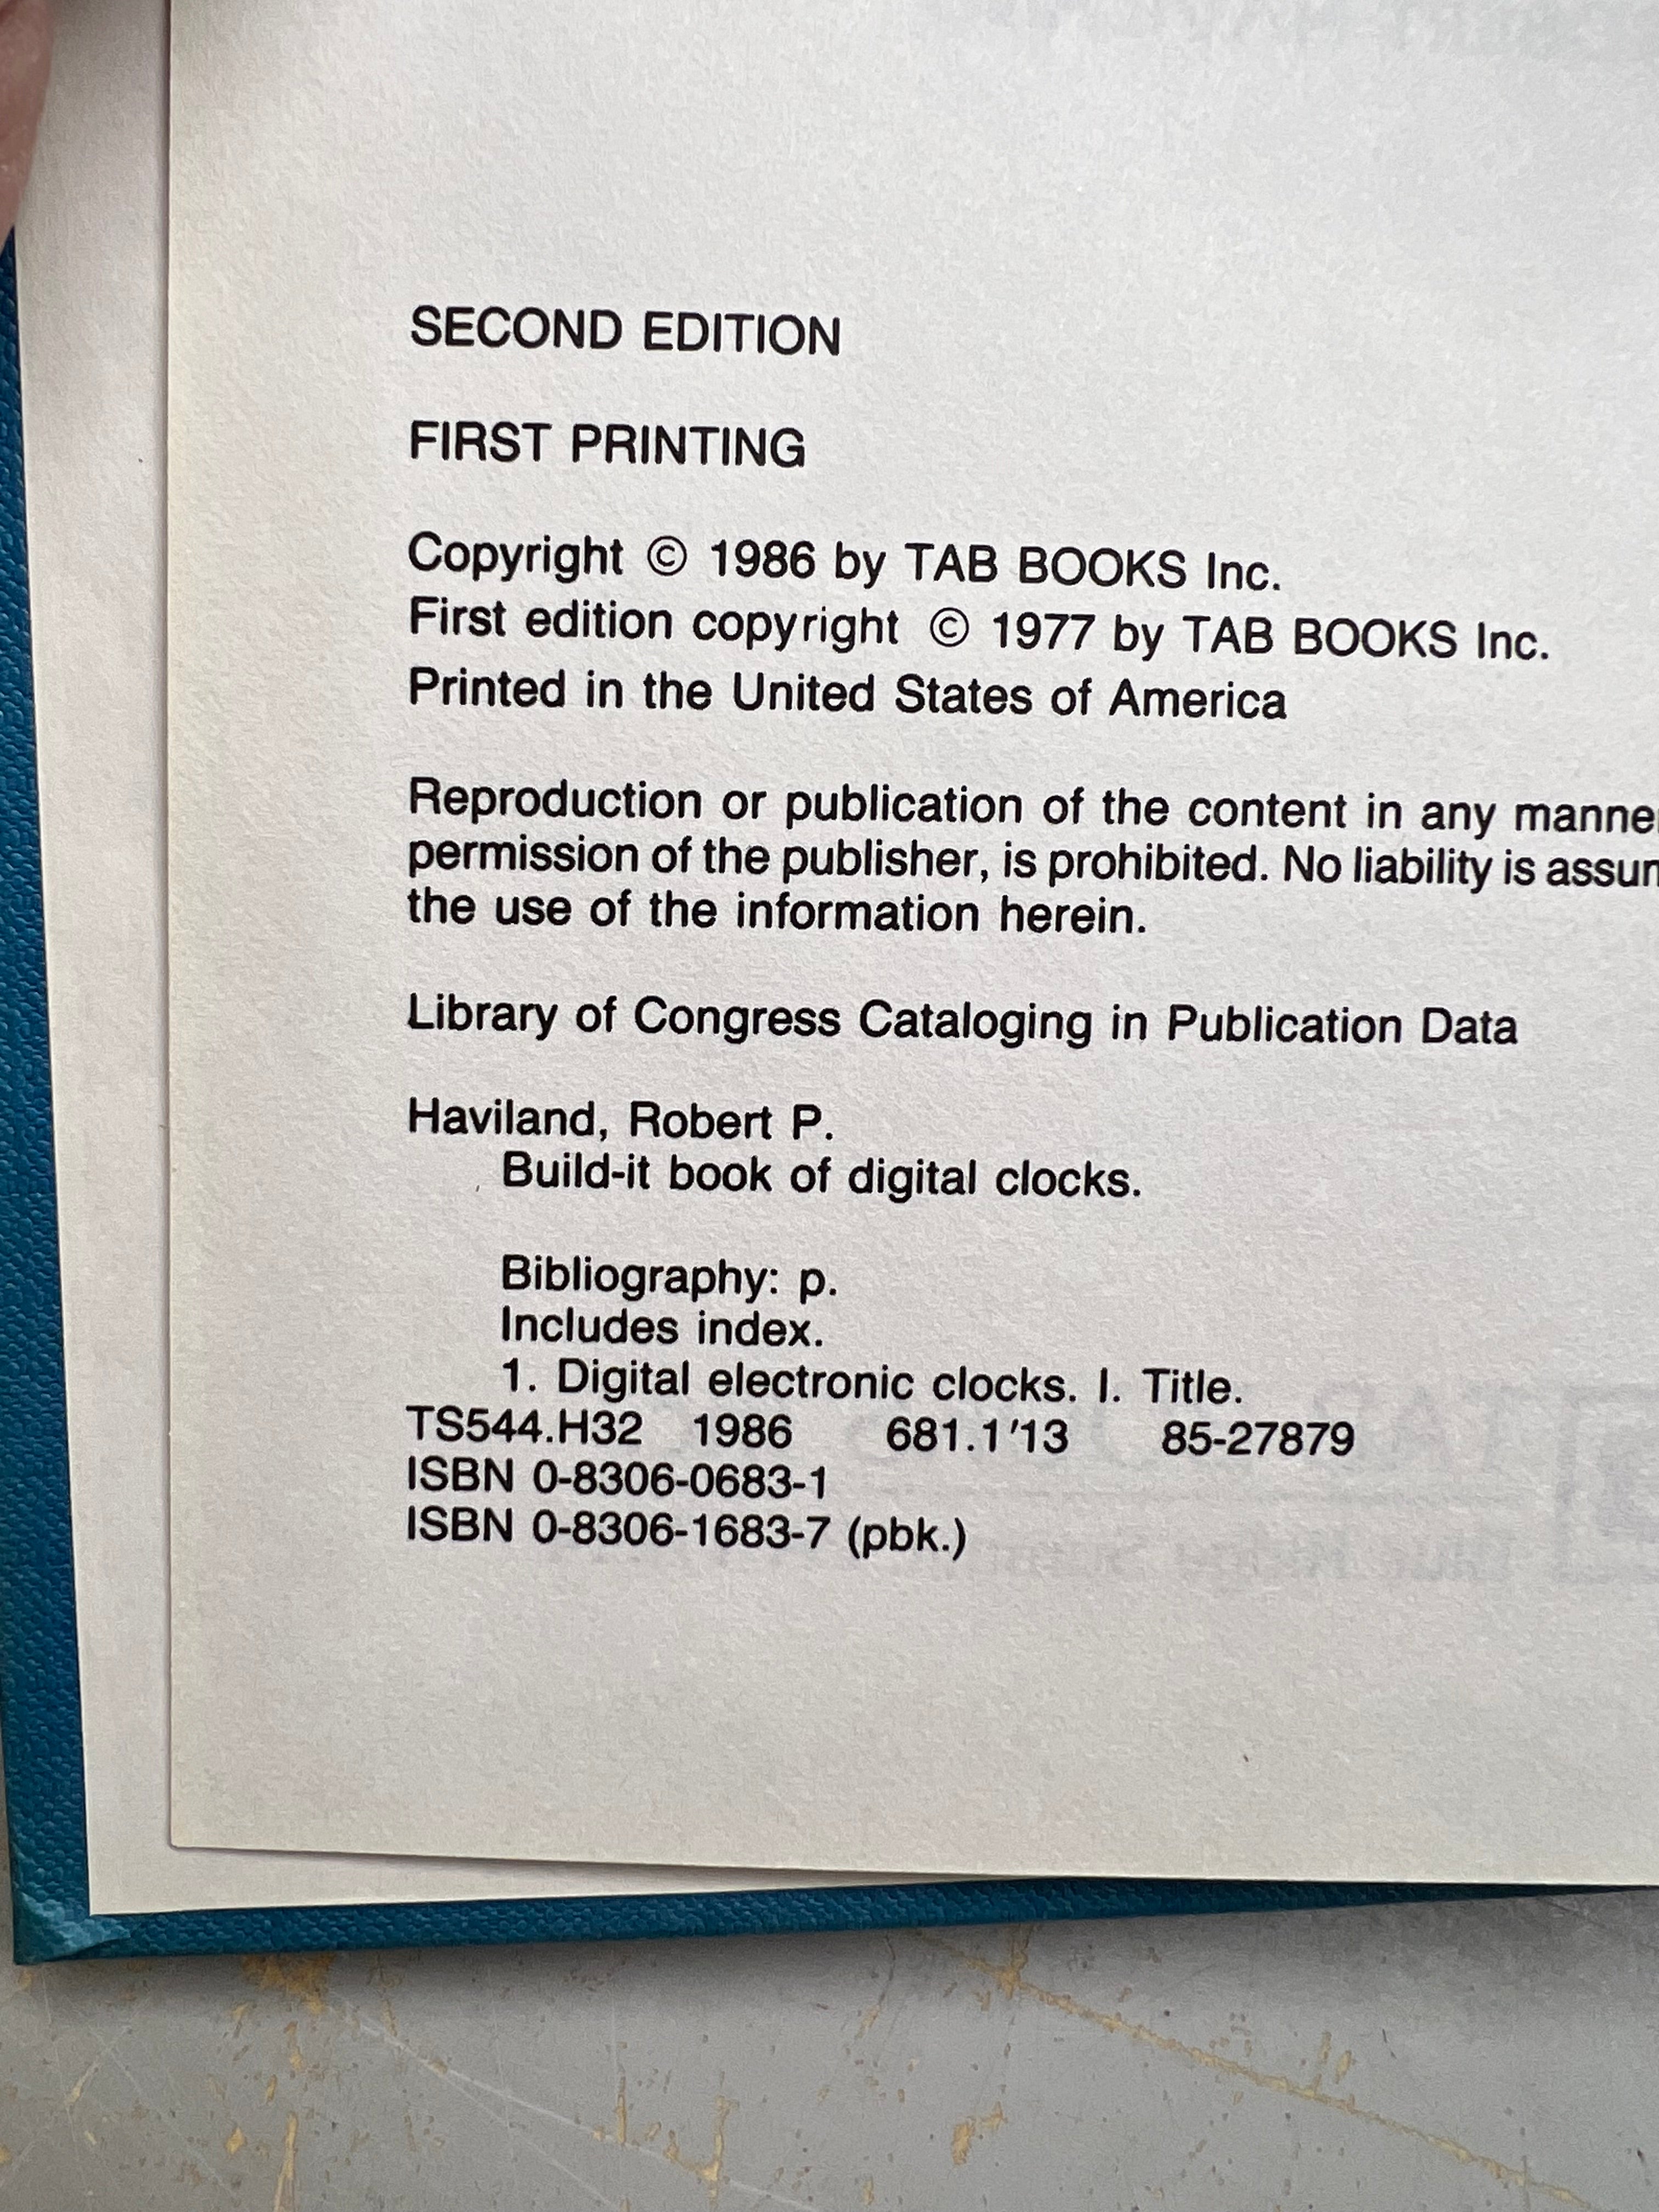 SECOND EDITION
FIRST PRINTING
Copyright © 1986 by TAB BOOKS Inc.
First edition copyright © 1977 by TAB BOOKS Inc.
Printed in the United States of America
Reproduction or publication of the content in any manner
permission of the publisher, is prohibited. No liability is
the use of the information herein.
Library of Congress Cataloging in Publication Data
Haviland, Robert P.
Build-it book of digital clocks.
Bibliography: p.
Includes index.
1. Digital electronic clocks. I. Title.
TS544.H32 1986 681.1'13 85-27879
ISBN 0-8306-0683-1
ISBN 0-8306-1683-7 (pbk.)